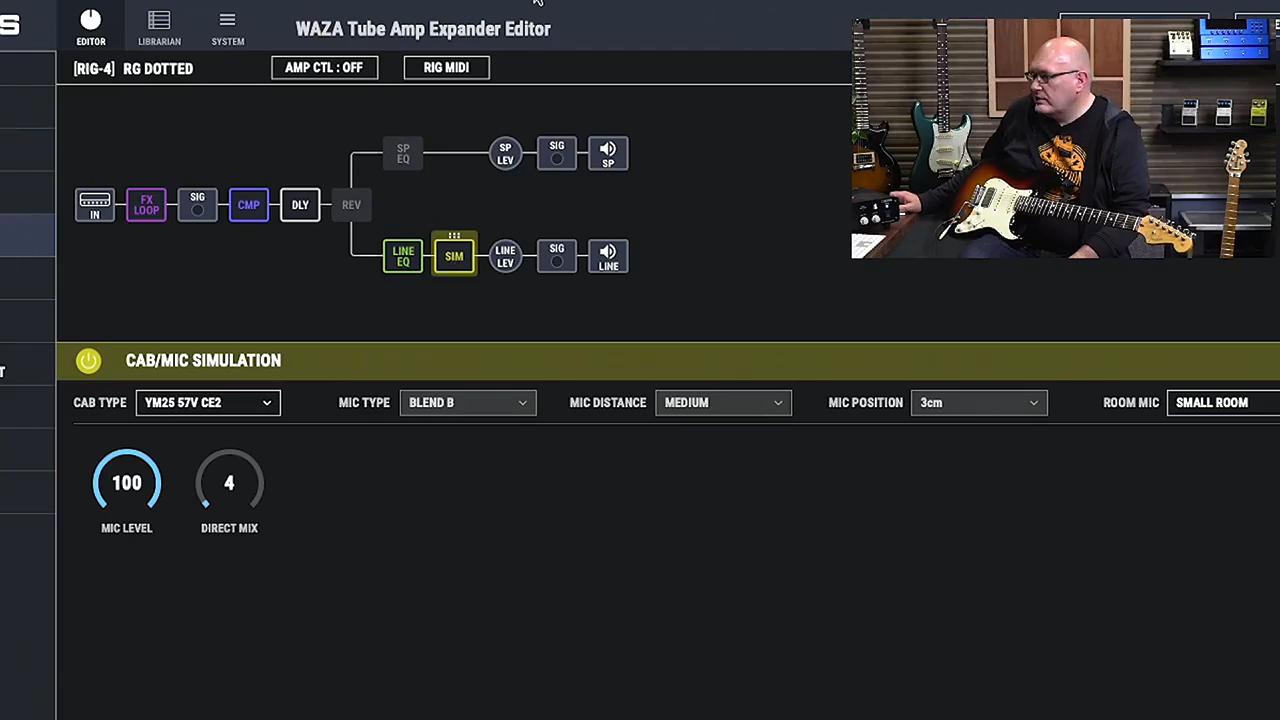 S
EDITOR
LIBRARIAN
SYSTEM
WAZA Tube Amp Expander Editor
[RIG-4] RG DOTTED
AMP CTL : OFF
RIG MIDI
SP
EQ
SP
LEV
SIG
SP
IN
FX
LOOP
SIG
CMP
DLY
REV
LINE
EQ
SIM
LINE
LEV
SIG
LINE
T
CAB/MIC SIMULATION
CAB TYPE
YM25 57V CE2
MIC TYPE
BLEND B
MIC DISTANCE
MEDIUM
MIC POSITION
3cm
ROOM MIC
SMALL ROOM
100
4
MIC LEVEL
DIRECT MIX